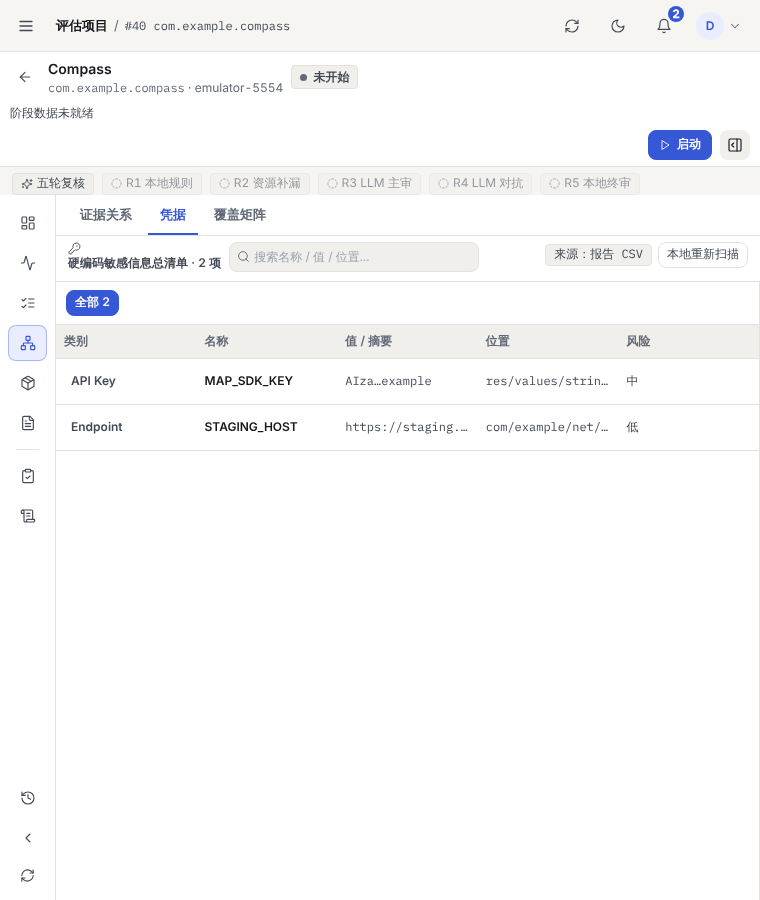 评估项目 / #40 com.example.compass
2
D
Compass
com.example.compass · emulator-5554
未开始
阶段数据未就绪
启动
五轮复核 R1 本地规则 R2 资源补漏 R3 LLM 主审 R4 LLM 对抗 R5 本地终审
证据关系 凭据 覆盖矩阵
硬编码敏感信息总清单 · 2 项
搜索名称 / 值 / 位置…
来源：报告 CSV
本地重新扫描
全部 2
类别 名称 值 / 摘要 位置 风险
API Key MAP_SDK_KEY AIza…example res/values/strin… 中
Endpoint STAGING_HOST https://staging.… com/example/net/… 低